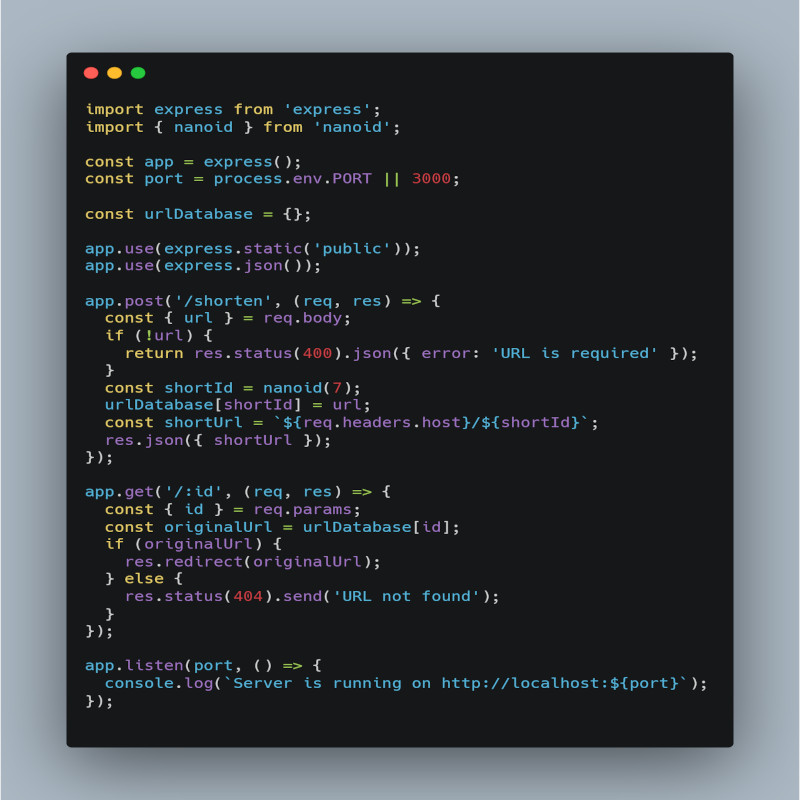 import express from 'express';
import { nanoid } from 'nanoid';

const app = express();
const port = process.env.PORT || 3000;

const urlDatabase = {};

app.use(express.static('public'));
app.use(express.json());

app.post('/shorten', (req, res) => {
  const { url } = req.body;
  if (!url) {
    return res.status(400).json({ error: 'URL is required' });
  }
  const shortId = nanoid(7);
  urlDatabase[shortId] = url;
  const shortUrl = `${req.headers.host}/${shortId}`;
  res.json({ shortUrl });
});

app.get('/:id', (req, res) => {
  const { id } = req.params;
  const originalUrl = urlDatabase[id];
  if (originalUrl) {
    res.redirect(originalUrl);
  } else {
    res.status(404).send('URL not found');
  }
});

app.listen(port, () => {
  console.log(`Server is running on http://localhost:${port}`);
});